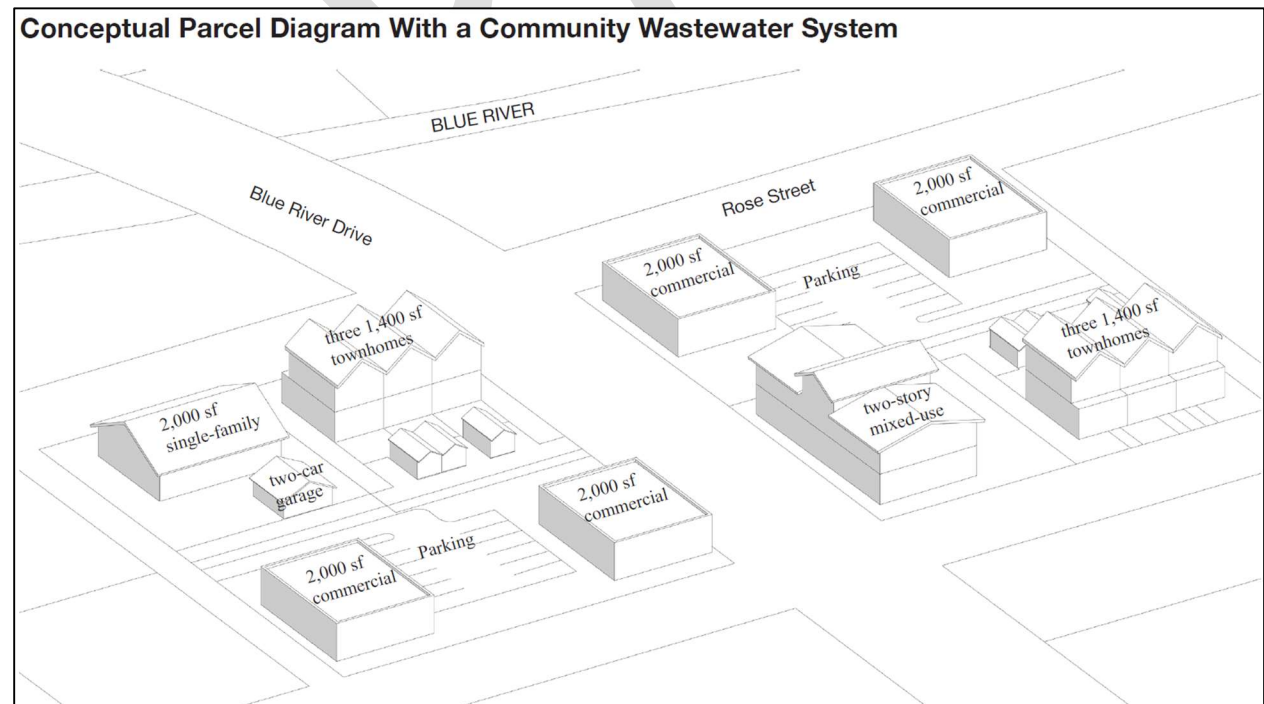 Conceptual Parcel Diagram With a Community Wastewater System
BLUE RIVER
Blue River Drive
Rose Street
2,000 sf
commercial
2,000 sf
commercial
Parking
three 1,400 sf
townhomes
three 1,400 sf
townhomes
two-story
mixed-use
2,000 sf
single-family
two-car
garage
2,000 sf
commercial
Parking
2,000 sf
commercial